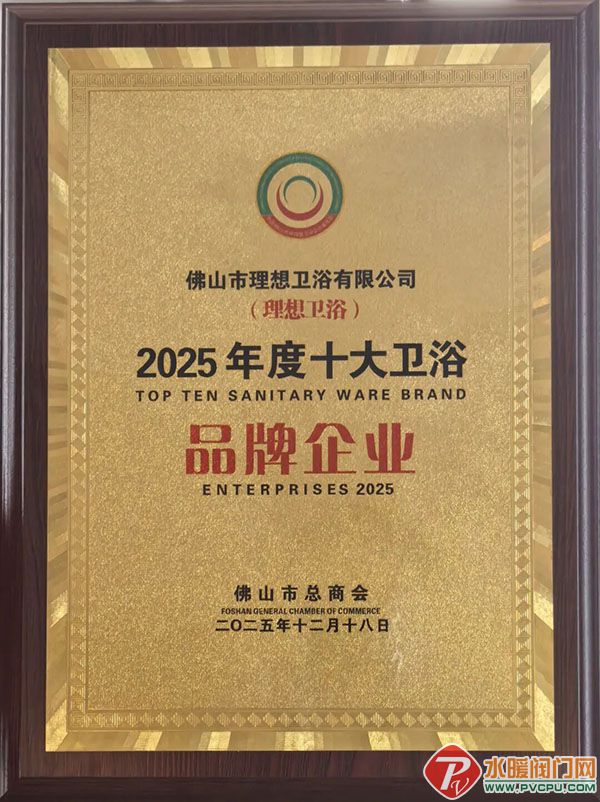 佛山市理想卫浴有限公司
（理想卫浴）
2025年度十大卫浴
TOP TEN SANITARY WARE BRAND
品牌企业
ENTERPRISES 2025
佛山市总商会
FOSHAN GENERAL CHAMBER OF COMMERCE
二〇二五年十二月十八日
水暖阀门网
www.PVCPU.com